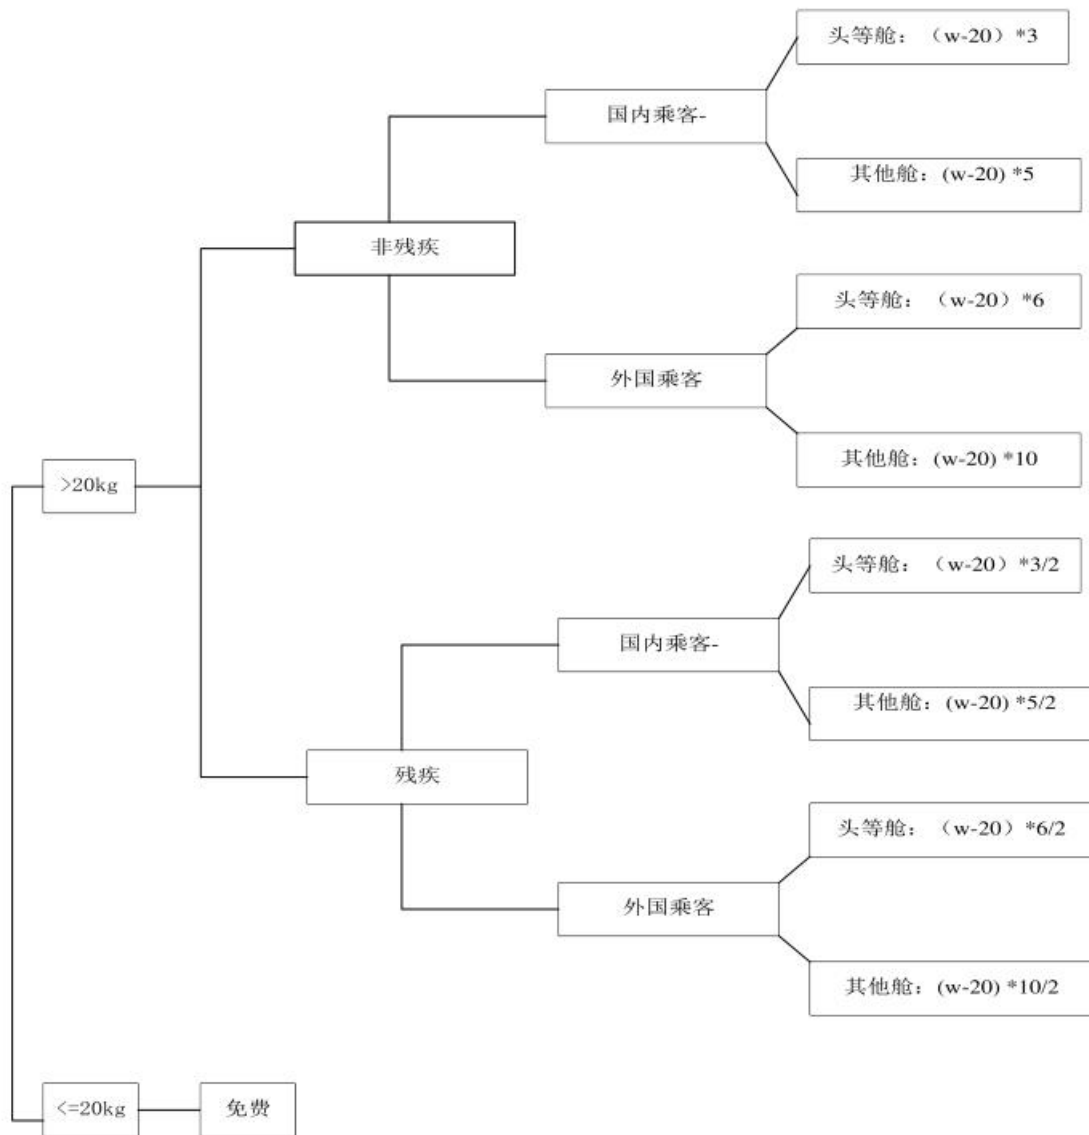 头等舱：（w-20）*3
国内乘客-
其他舱：(w-20) *5
非残疾
头等舱：（w-20）*6
外国乘客
其他舱：(w-20) *10
>20kg
头等舱：（w-20）*3/2
国内乘客-
其他舱：(w-20) *5/2
残疾
头等舱：（w-20）*6/2
外国乘客
其他舱：(w-20) *10/2
<=20kg
免费